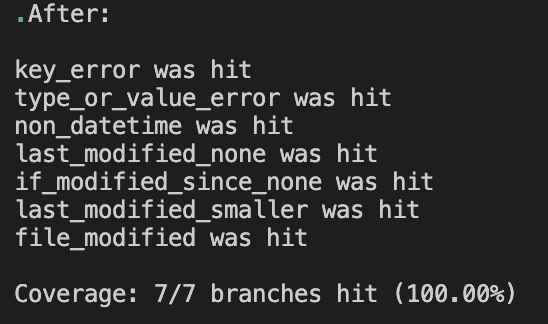 .After:
key_error was hit
type_or_value_error was hit
non_datetime was hit
last_modified_none was hit
if_modified_since_none was hit
last_modified_smaller was hit
file_modified was hit
Coverage: 7/7 branches hit (100.00%)